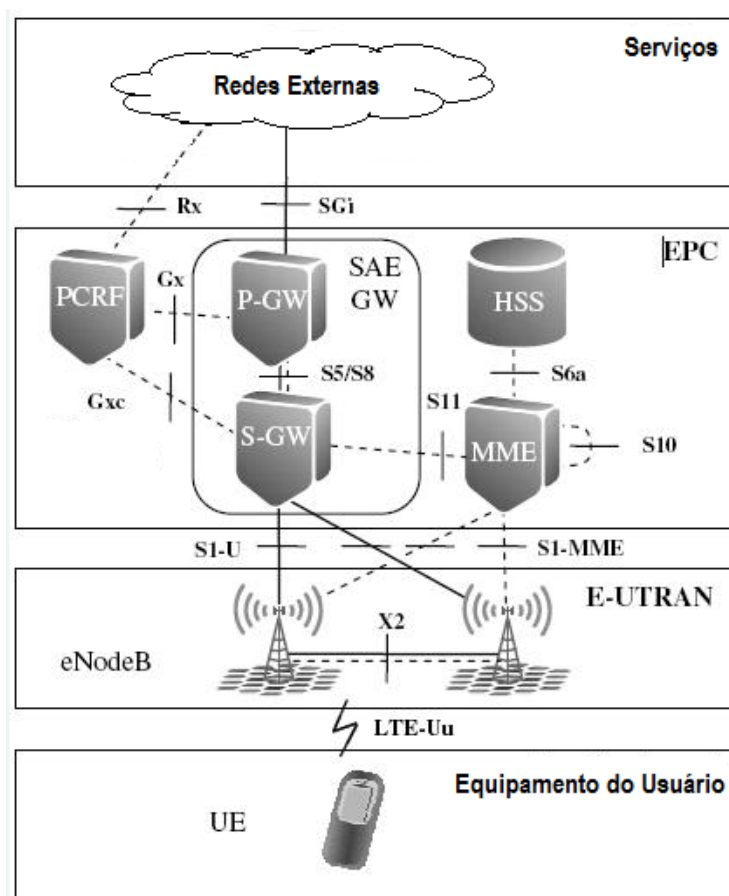 Serviços
Redes Externas
Rx
SGi
EPC
SAE
GW
PCRF
Gx
P-GW
HSS
S5/S8
S6a
Gxc
S11
S-GW
MME
S10
S1-U
S1-MME
E-UTRAN
X2
eNodeB
LTE-Uu
Equipamento do Usuário
UE